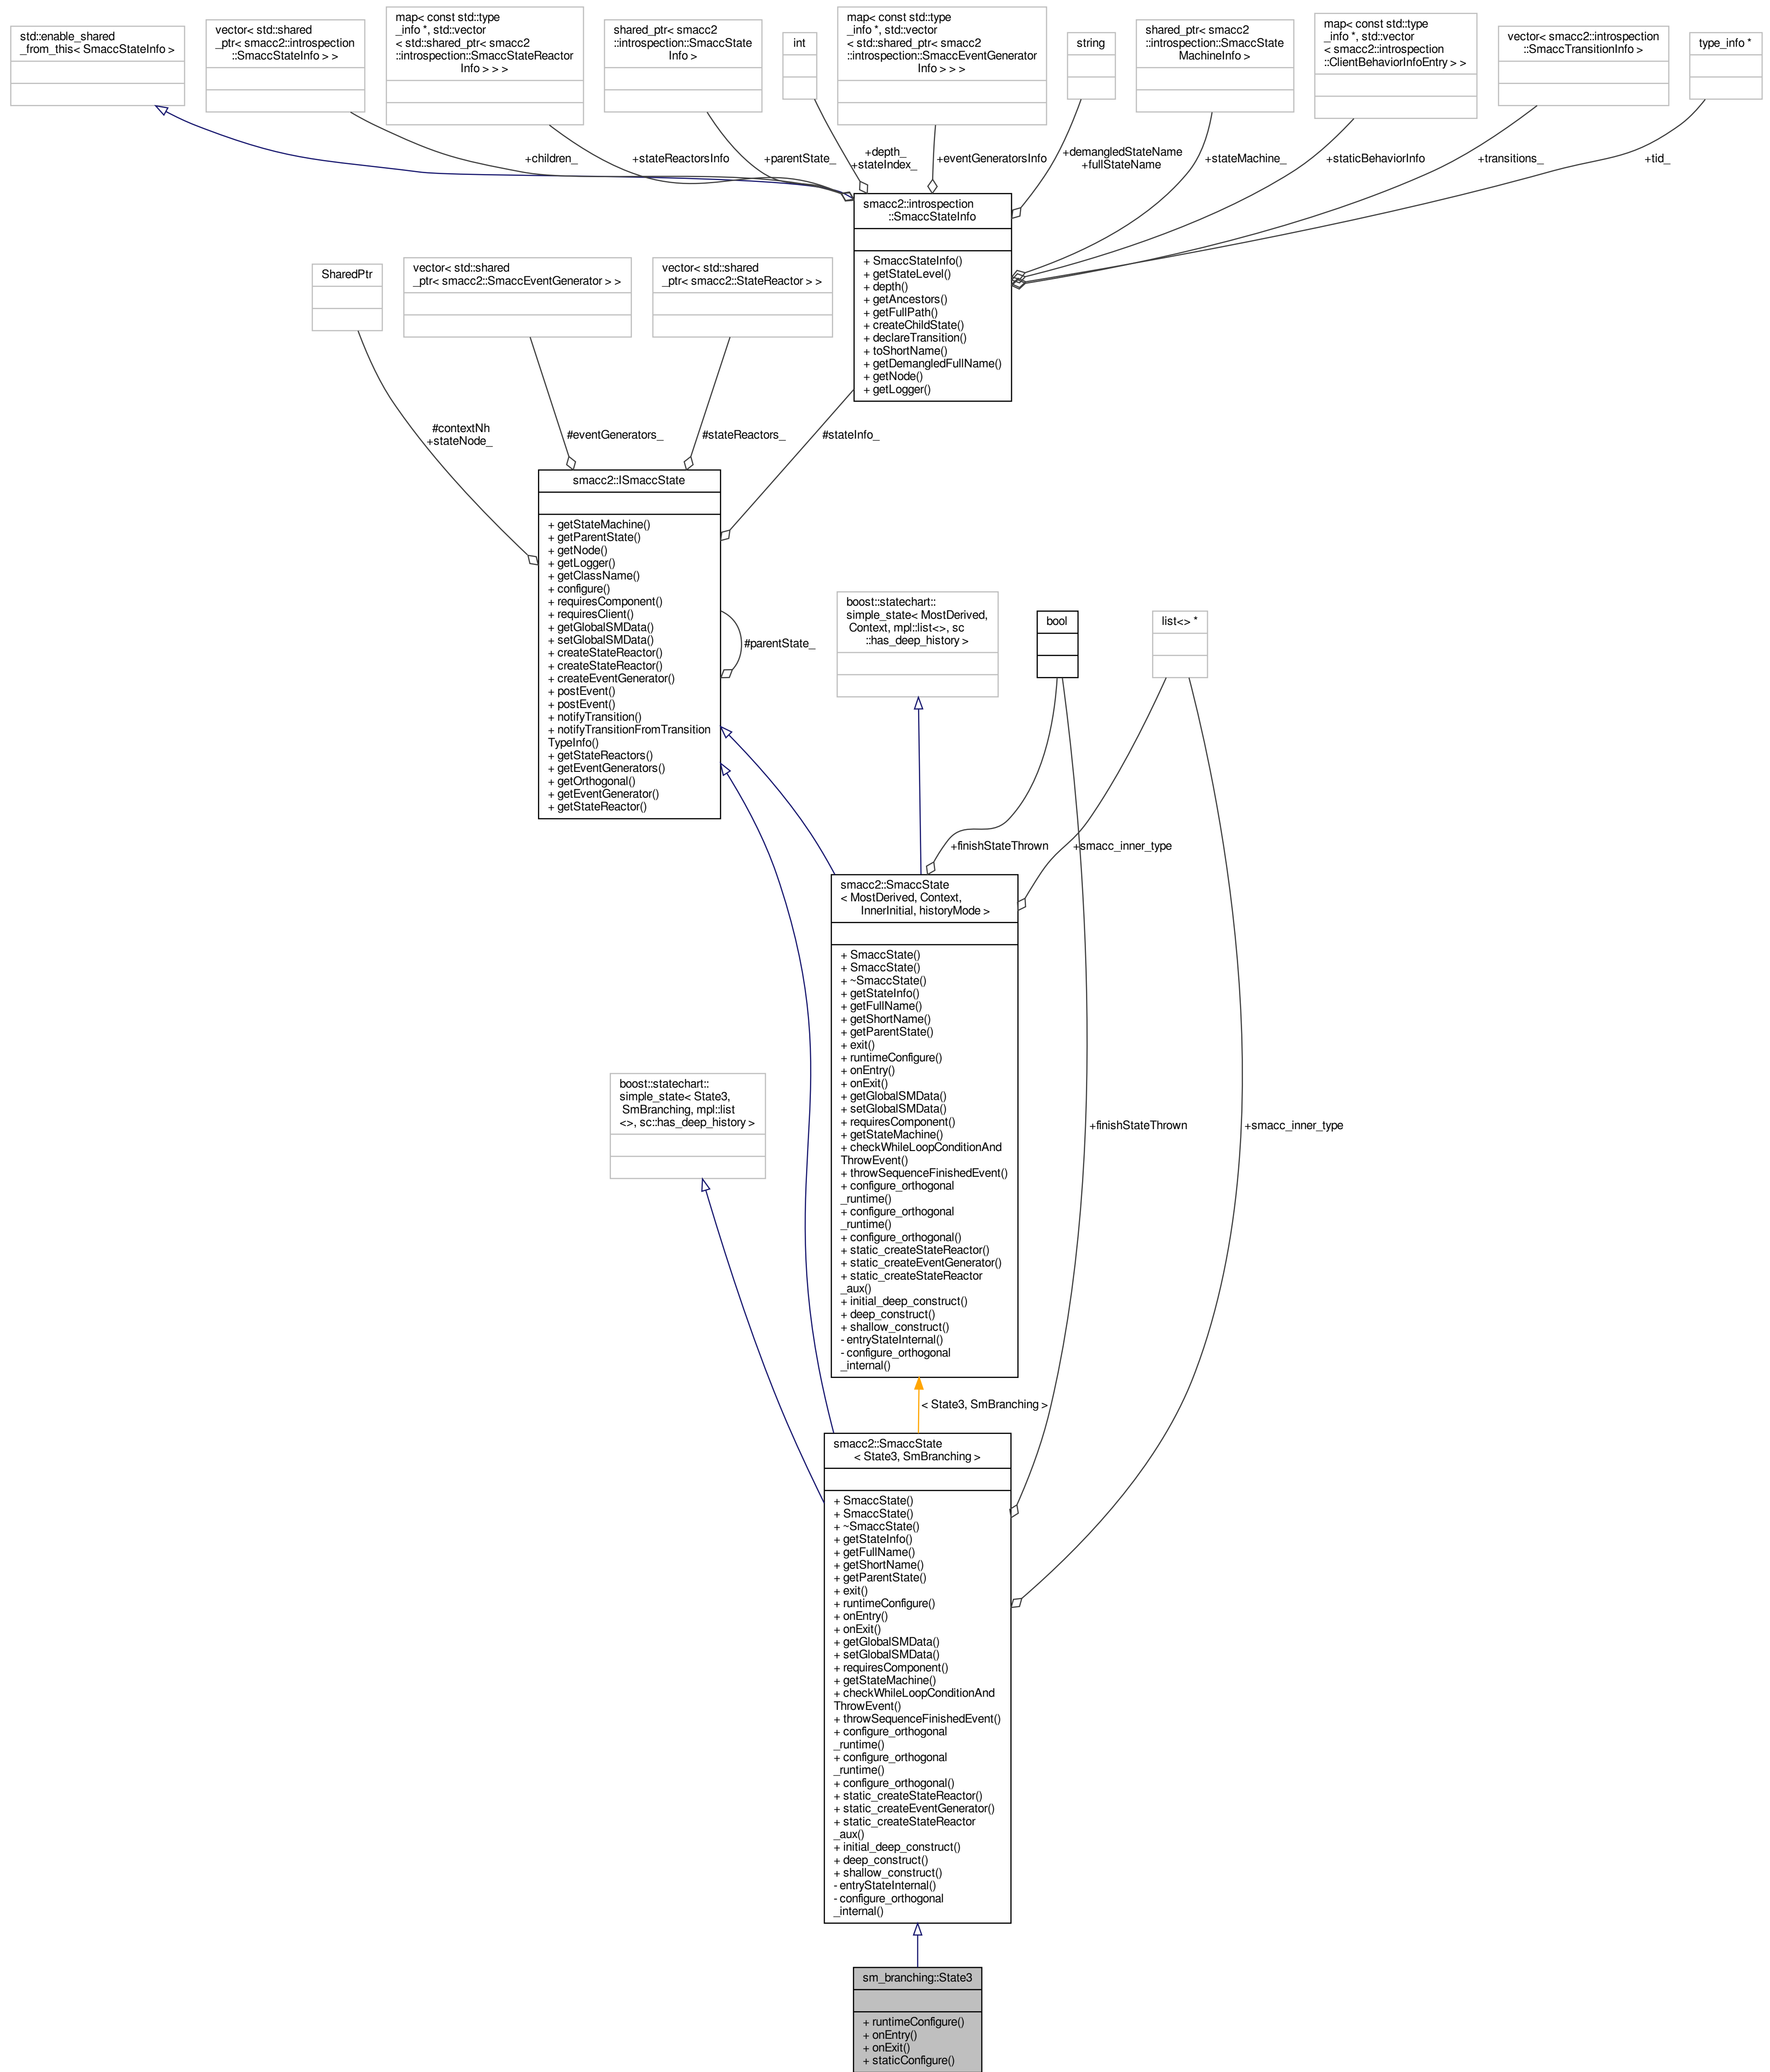 std::enable_shared
_from_this< SmaccStateInfo >
vector< std::shared
_ptr< smacc2::introspection
::SmaccStateInfo > >
map< const std::type
_info *, std::vector
< std::shared_ptr< smacc2
::introspection::SmaccStateReactor
Info > > >
shared_ptr< smacc2
::introspection::SmaccState
Info >
int
map< const std::type
_info *, std::vector
< std::shared_ptr< smacc2
::introspection::SmaccEventGenerator
Info > > >
string
shared_ptr< smacc2
::introspection::SmaccState
MachineInfo >
map< const std::type
_info *, std::vector
< smacc2::introspection
::ClientBehaviorInfoEntry > >
vector< smacc2::introspection
::SmaccTransitionInfo >
type_info *
+children_
+stateReactorsInfo
+parentState_
+depth_
+stateIndex_
+eventGeneratorsInfo
+demangledStateName
+fullStateName
+stateMachine_
+staticBehaviorInfo
+transitions_
+tid_
smacc2::introspection
::SmaccStateInfo
+ SmaccStateInfo()
+ getStateLevel()
+ depth()
+ getAncestors()
+ getFullPath()
+ createChildState()
+ declareTransition()
+ toShortName()
+ getDemangledFullName()
+ getNode()
+ getLogger()
SharedPtr
vector< std::shared
_ptr< smacc2::SmaccEventGenerator > >
vector< std::shared
_ptr< smacc2::StateReactor > >
#contextNh
+stateNode_
#eventGenerators_
#stateReactors_
#stateInfo_
smacc2::ISmaccState
+ getStateMachine()
+ getParentState()
+ getNode()
+ getLogger()
+ getClassName()
+ configure()
+ requiresComponent()
+ requiresClient()
+ getGlobalSMData()
+ setGlobalSMData()
+ createStateReactor()
+ createStateReactor()
+ createEventGenerator()
+ postEvent()
+ postEvent()
+ notifyTransition()
+ notifyTransitionFromTransition
TypeInfo()
+ getStateReactors()
+ getEventGenerators()
+ getOrthogonal()
+ getEventGenerator()
+ getStateReactor()
#parentState_
boost::statechart::
simple_state< MostDerived,
Context, mpl::list<>, sc
::has_deep_history >
bool
list<> *
+finishStateThrown
+smacc_inner_type
smacc2::SmaccState
< MostDerived, Context,
InnerInitial, historyMode >
+ SmaccState()
+ SmaccState()
+ ~SmaccState()
+ getStateInfo()
+ getFullName()
+ getShortName()
+ getParentState()
+ exit()
+ runtimeConfigure()
+ onEntry()
+ onExit()
+ getGlobalSMData()
+ setGlobalSMData()
+ requiresComponent()
+ getStateMachine()
+ checkWhileLoopConditionAnd
ThrowEvent()
+ throwSequenceFinishedEvent()
+ configure_orthogonal
_runtime()
+ configure_orthogonal
_runtime()
+ configure_orthogonal()
+ static_createStateReactor()
+ static_createEventGenerator()
+ static_createStateReactor
_aux()
+ initial_deep_construct()
+ deep_construct()
+ shallow_construct()
- entryStateInternal()
- configure_orthogonal
_internal()
boost::statechart::
simple_state< State3,
SmBranching, mpl::list
<>, sc::has_deep_history >
+finishStateThrown
+smacc_inner_type
< State3, SmBranching >
smacc2::SmaccState
< State3, SmBranching >
+ SmaccState()
+ SmaccState()
+ ~SmaccState()
+ getStateInfo()
+ getFullName()
+ getShortName()
+ getParentState()
+ exit()
+ runtimeConfigure()
+ onEntry()
+ onExit()
+ getGlobalSMData()
+ setGlobalSMData()
+ requiresComponent()
+ getStateMachine()
+ checkWhileLoopConditionAnd
ThrowEvent()
+ throwSequenceFinishedEvent()
+ configure_orthogonal
_runtime()
+ configure_orthogonal
_runtime()
+ configure_orthogonal()
+ static_createStateReactor()
+ static_createEventGenerator()
+ static_createStateReactor
_aux()
+ initial_deep_construct()
+ deep_construct()
+ shallow_construct()
- entryStateInternal()
- configure_orthogonal
_internal()
sm_branching::State3
+ runtimeConfigure()
+ onEntry()
+ onExit()
+ staticConfigure()